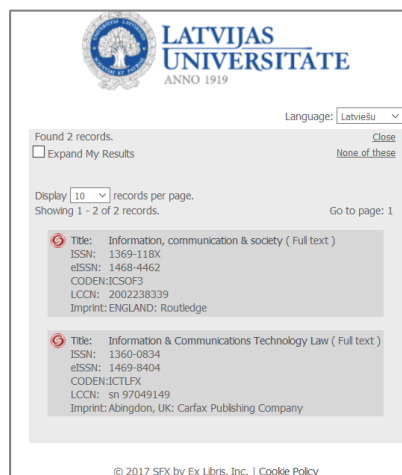 LATVIJAS
UNIVERSITATE
ANNO 1919
Language: Latviešu
Found 2 records.
Close
Expand My Results
None of these
Display 10 records per page.
Showing 1 - 2 of 2 records.
Go to page: 1
Title: Information, communication & society ( Full text )
ISSN: 1369-118X
eISSN: 1468-4462
CODEN:ICSOF3
LCCN: 2002238339
Imprint: ENGLAND: Routledge
Title: Information & Communications Technology Law ( Full text )
ISSN: 1360-0834
eISSN: 1469-8404
CODEN:ICTLFX
LCCN: sn 97049149
Imprint: Abingdon, UK: Carfax Publishing Company
© 2017 SFX by Ex Libris, Inc. | Cookie Policy